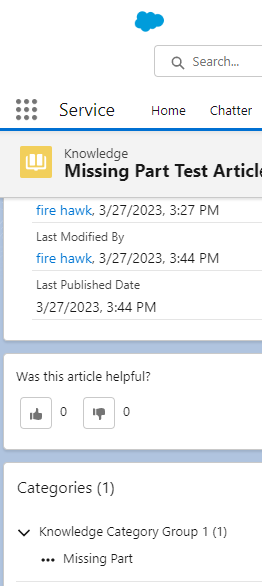 Search...
Service
Home
Chatter
Knowledge
Missing Part Test Article
fire hawk, 3/27/2023, 3:27 PM
Last Modified By
fire hawk, 3/27/2023, 3:44 PM
Last Published Date
3/27/2023, 3:44 PM
Was this article helpful?
0
0
Categories (1)
Knowledge Category Group 1 (1)
Missing Part